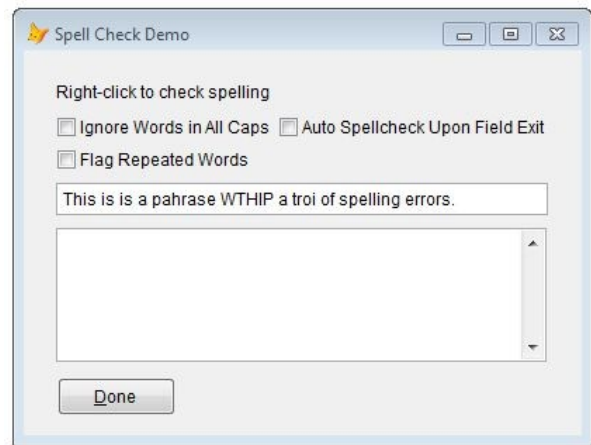 Spell Check Demo
Right-click to check spelling
Ignore Words in All Caps Auto Spellcheck Upon Field Exit
Flag Repeated Words
This is is a pahrase WTHIP a troi of spelling errors.
Done